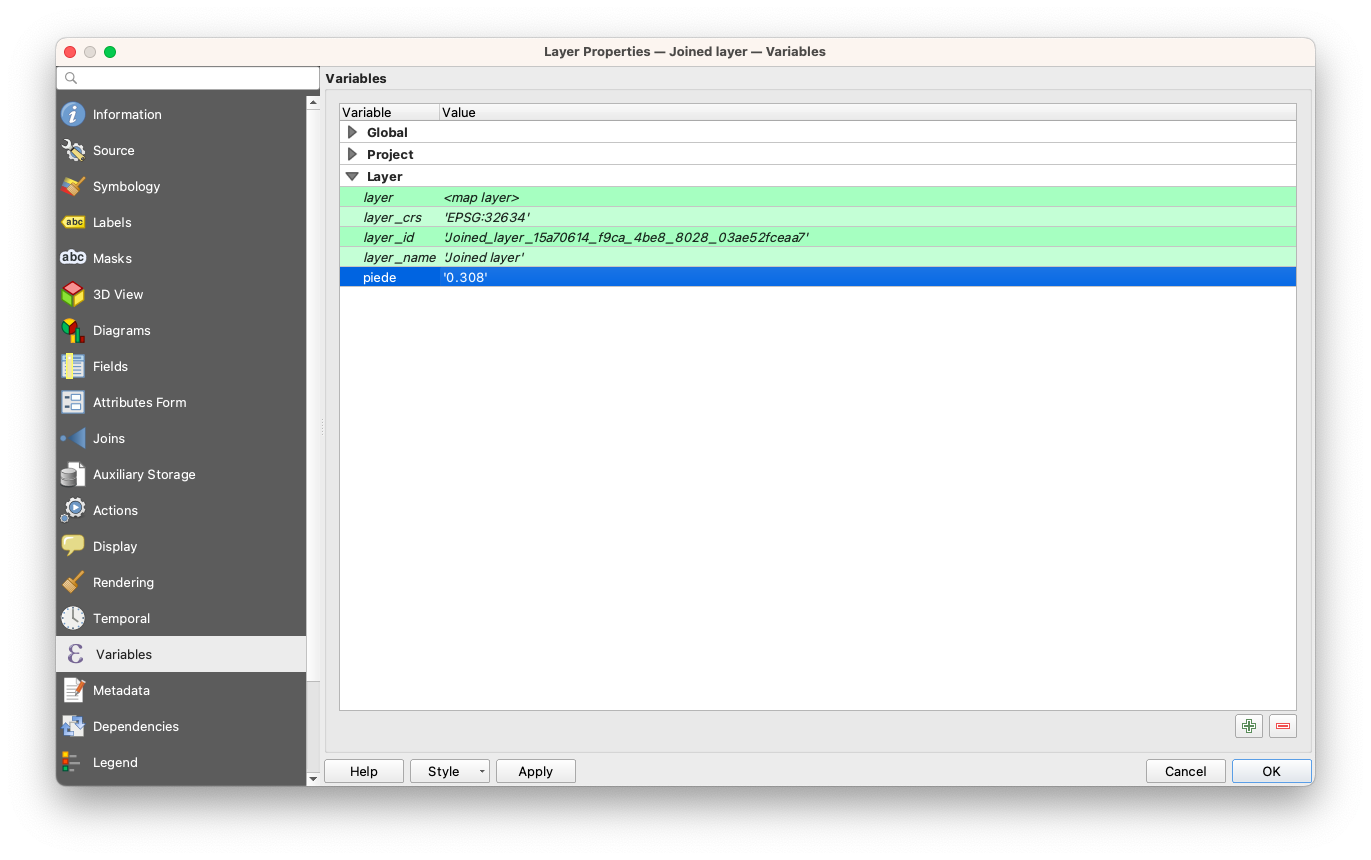 Layer Properties — Joined layer — Variables
Variables
Information
Source
Symbology
abc
Labels
abc
Masks
3D View
Diagrams
Fields
Attributes Form
Joins
Auxiliary Storage
Actions
Display
Rendering
Temporal
ε Variables
Metadata
Dependencies
Legend
Variable Value
Global
Project
Layer
layer <map layer>
layer_crs 'EPSG:32634'
layer_id 'Joined_layer_15a70614_f9ca_4be8_8028_03ae52fceaa7'
layer_name 'Joined layer'
piede '0.308'
Help Style Apply Cancel OK